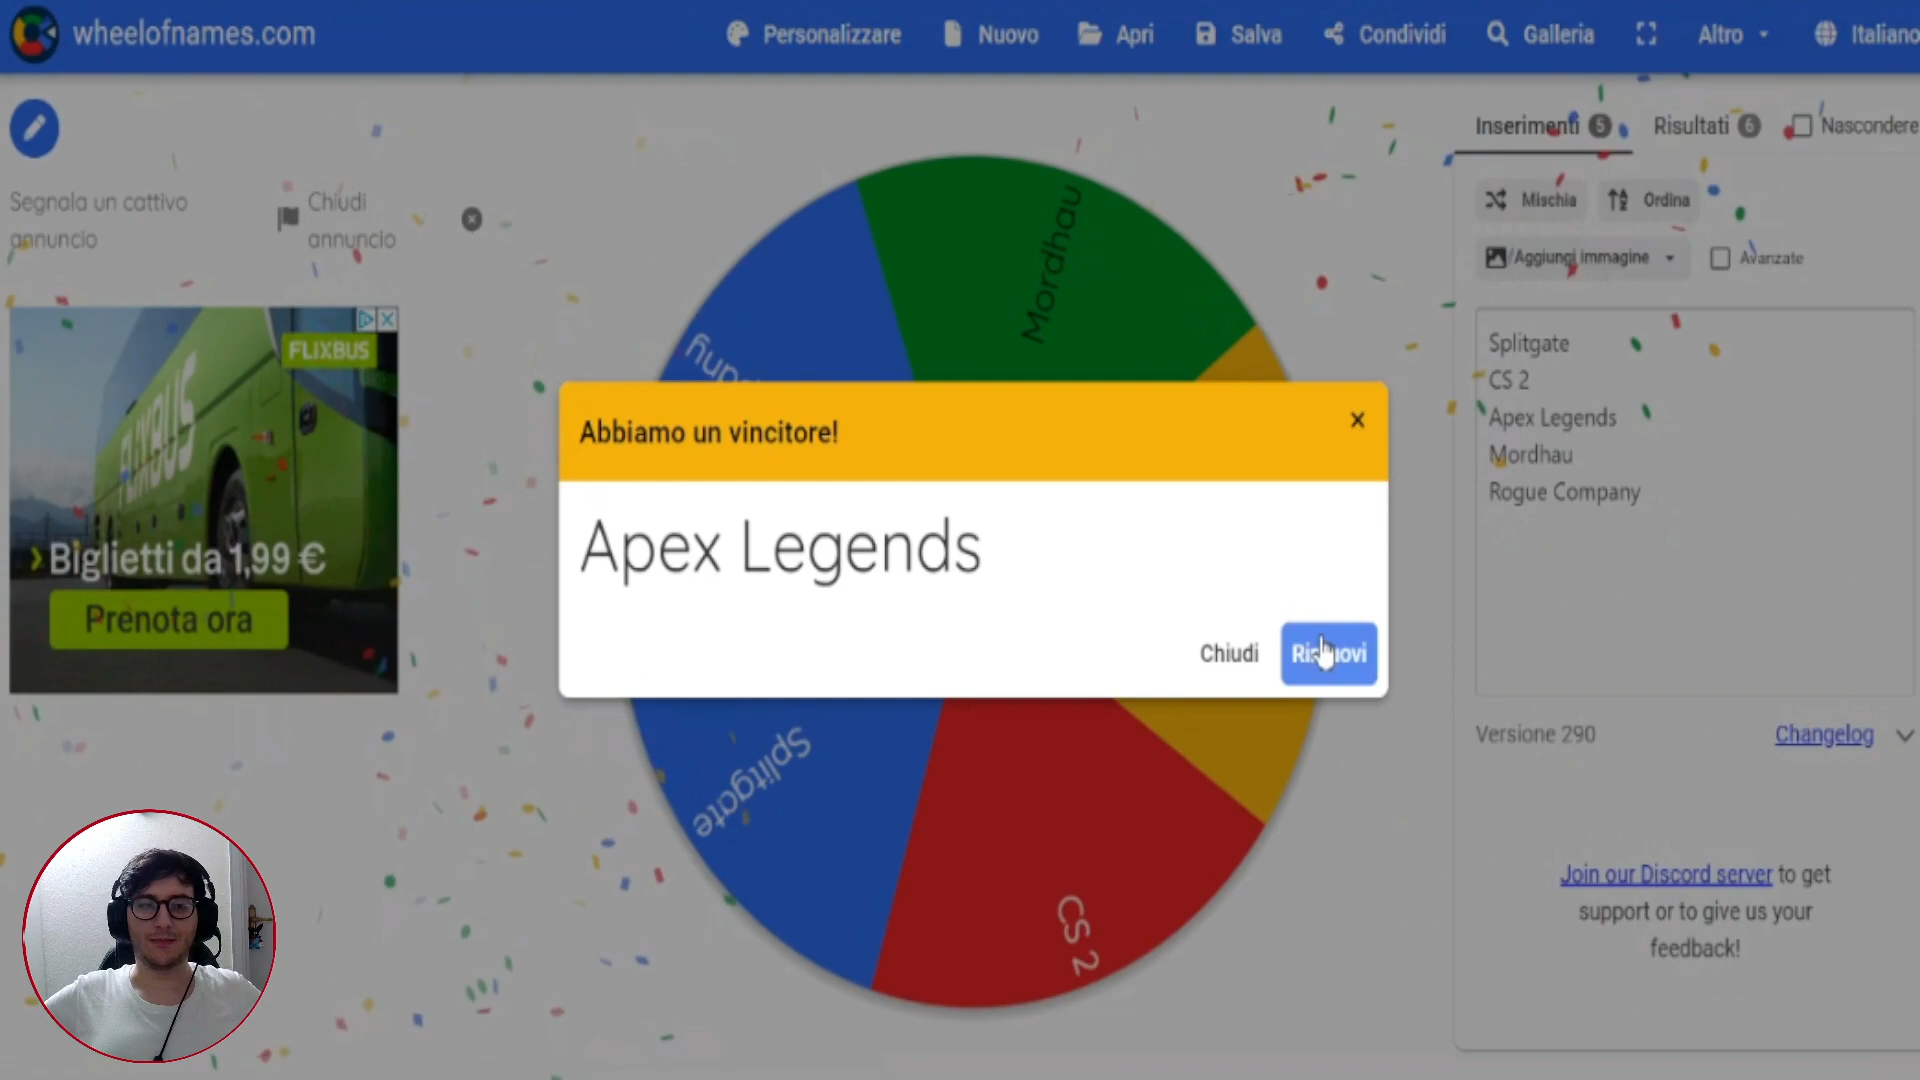 wheelofnames.com
Personalizzare
Nuovo
Apri
Salva
Condividi
Galleria
Altro
Italiano
Segnala un cattivo
annuncio
Chiudi
annuncio
FLIXBUS
FLiXBUS
Biglietti da 1,99 €
Prenota ora
Mordhau
Splitgate
CS 2
Abbiamo un vincitore!
Apex Legends
Chiudi
Inserimenti 5
Risultati 6
Nascondere
Mischia
Ordina
Aggiungi immagine
Avanzate
Splitgate
CS 2
Apex Legends
Mordhau
Rogue Company
Versione 290
Changelog
Join our Discord server to get
support or to give us your
feedback!